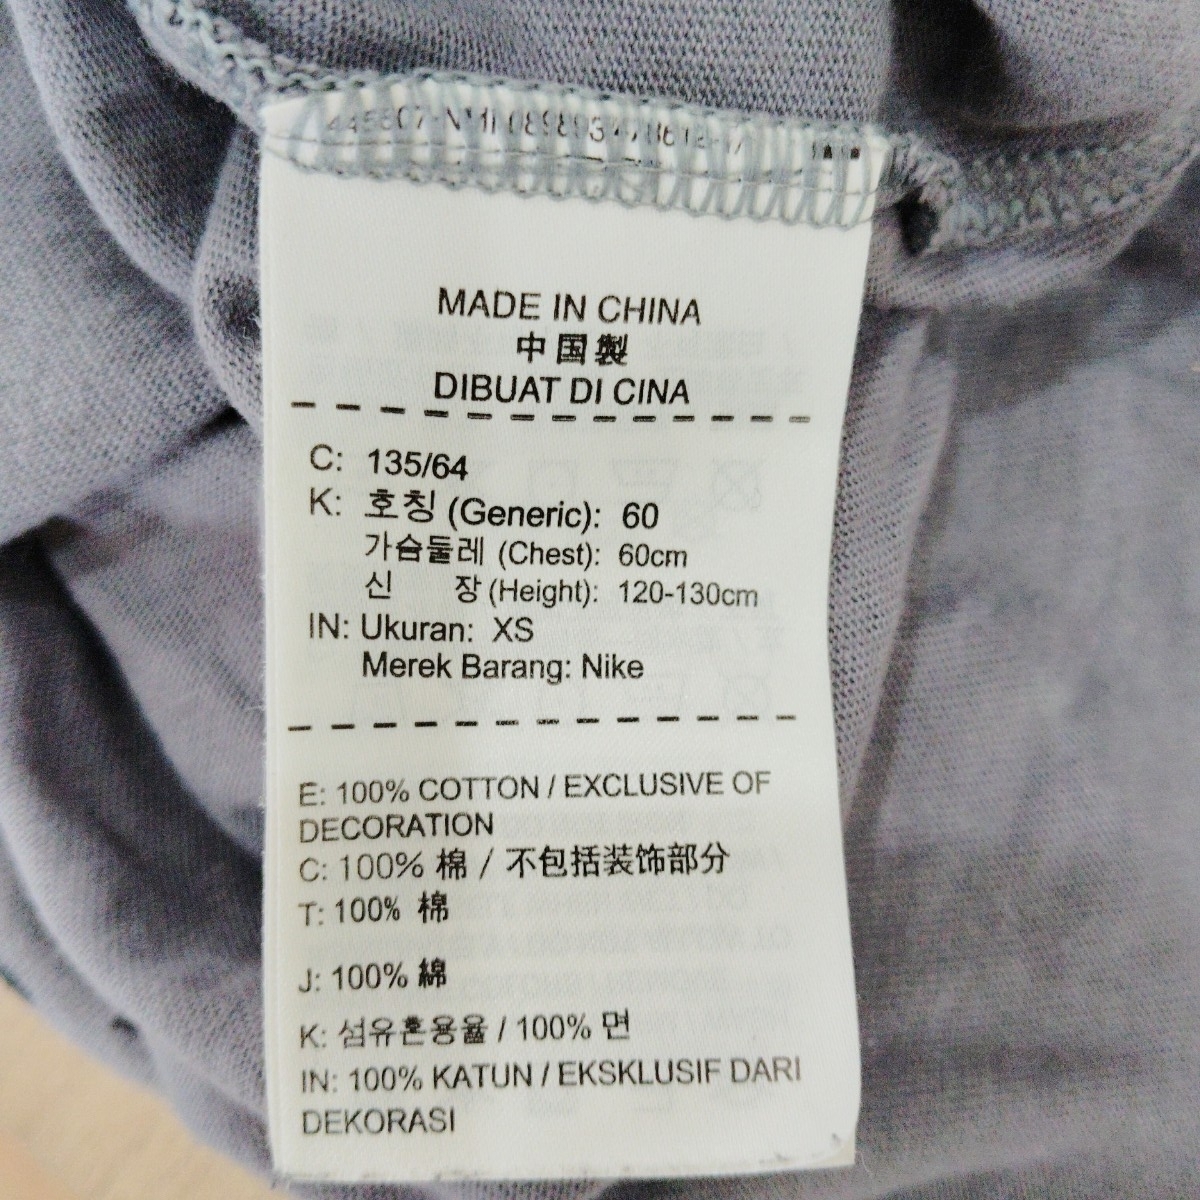 MADE IN CHINA
中国製
DIBUAT DI CINA
C: 135/64
K: 호칭 (Generic): 60
가슴둘레 (Chest): 60cm
신 장 (Height): 120-130cm
IN: Ukuran: XS
Merek Barang: Nike
E: 100% COTTON / EXCLUSIVE OF
DECORATION
C: 100% 棉 / 不包括装饰部分
T: 100% 棉
J: 100% 綿
K: 섬유혼용율 / 100% 면
IN: 100% KATUN / EKSKLUSIF DARI
DEKORASI